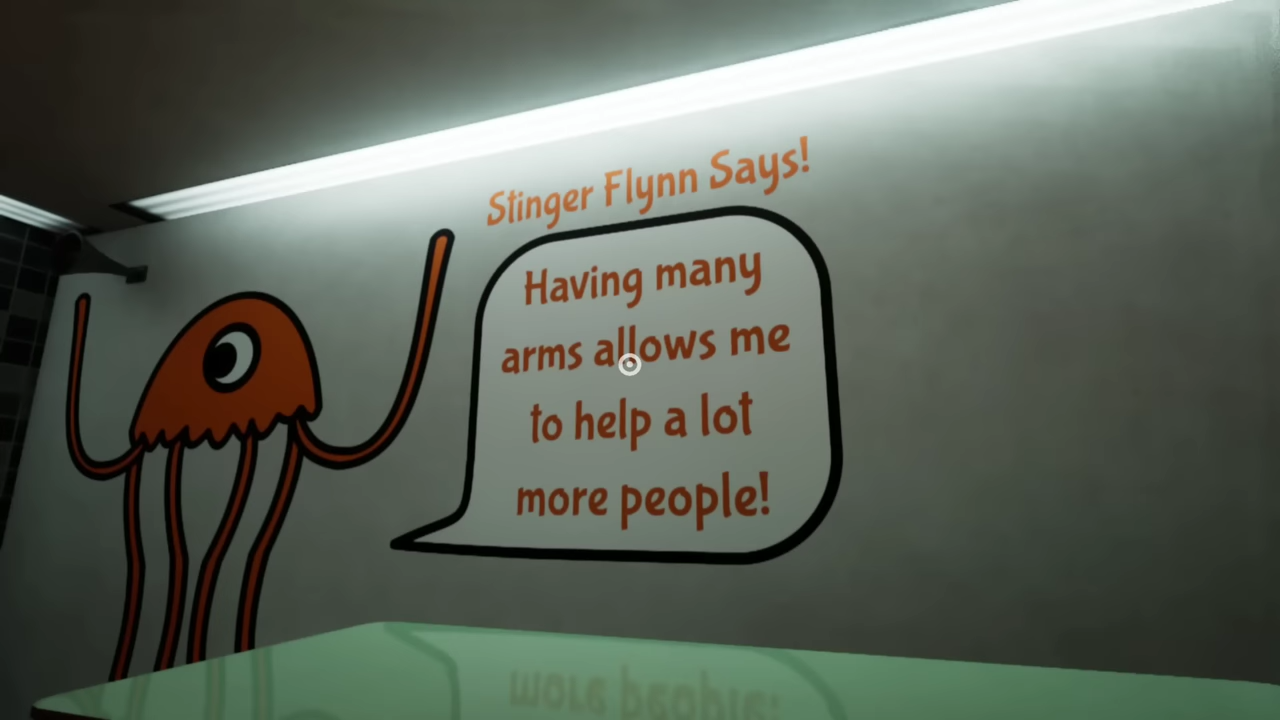 Stinger Flynn Says!
Having many
arms allows me
to help a lot
more people!